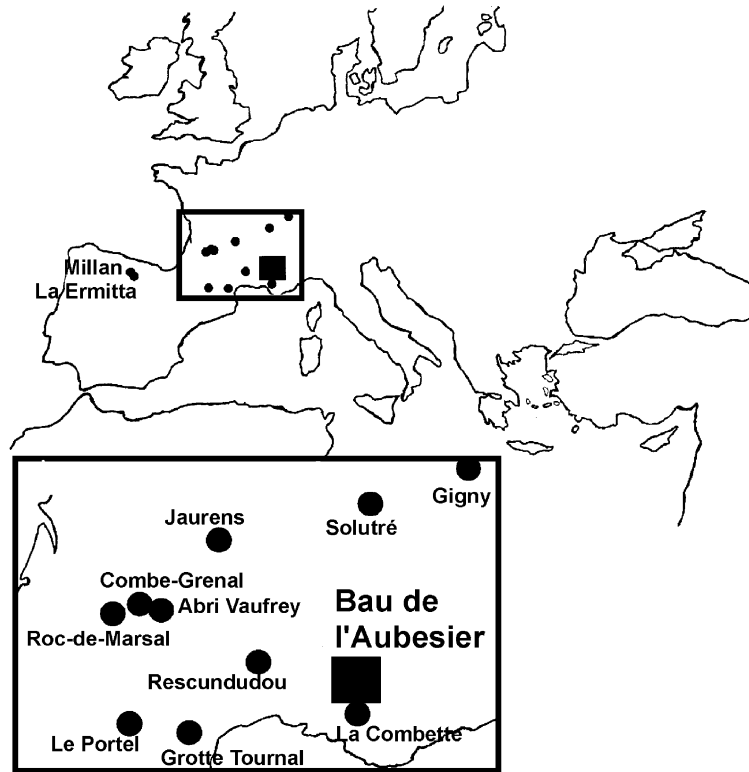 Millan
La Ermitta
Gigny
Solutré
Jaurens
Combe-Grenal
Abri Vaufrey
Roc-de-Marsal
Bau de
l'Aubesier
Rescundudou
La Combette
Le Portel
Grotte Tournal